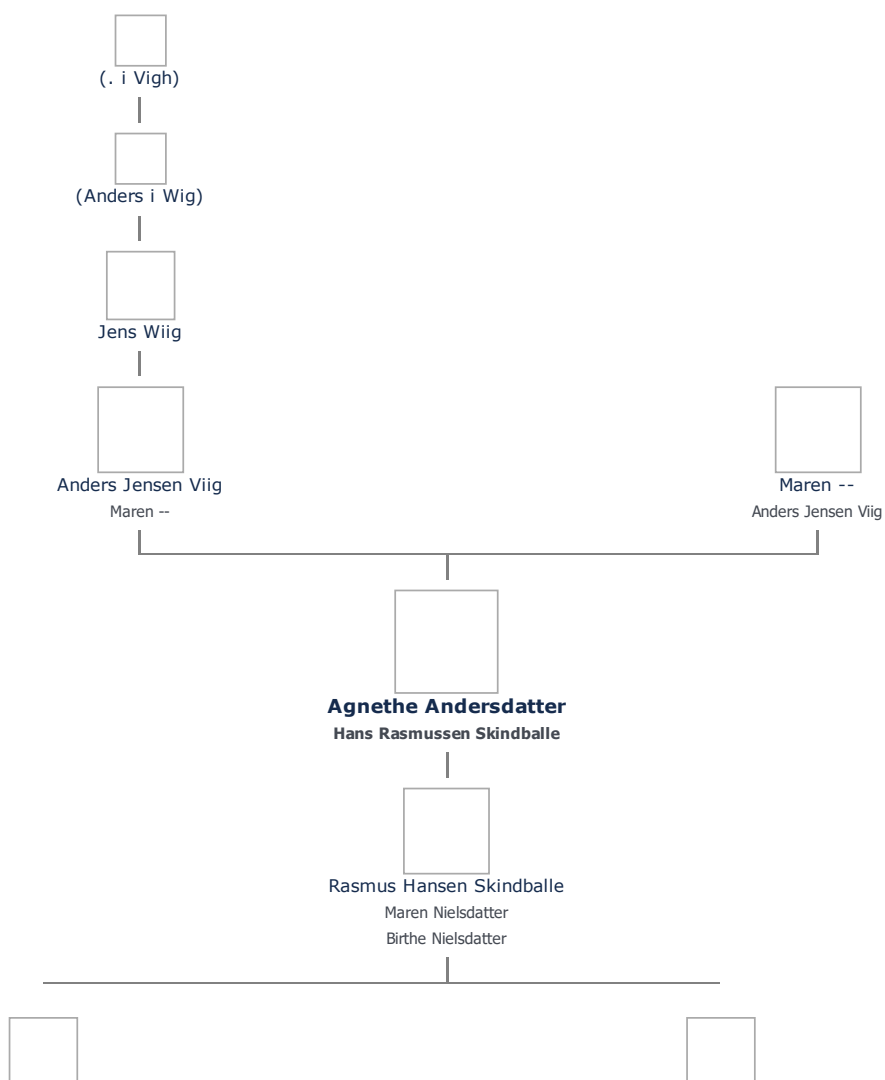 (. i Vigh)
(Anders i Wig)
Jens Wiig
Anders Jensen Viig
Maren --
Maren --
Anders Jensen Viig
Agnethe Andersdatter
Hans Rasmussen Skindballe
Rasmus Hansen Skindballe
Maren Nielsdatter
Birthe Nielsdatter